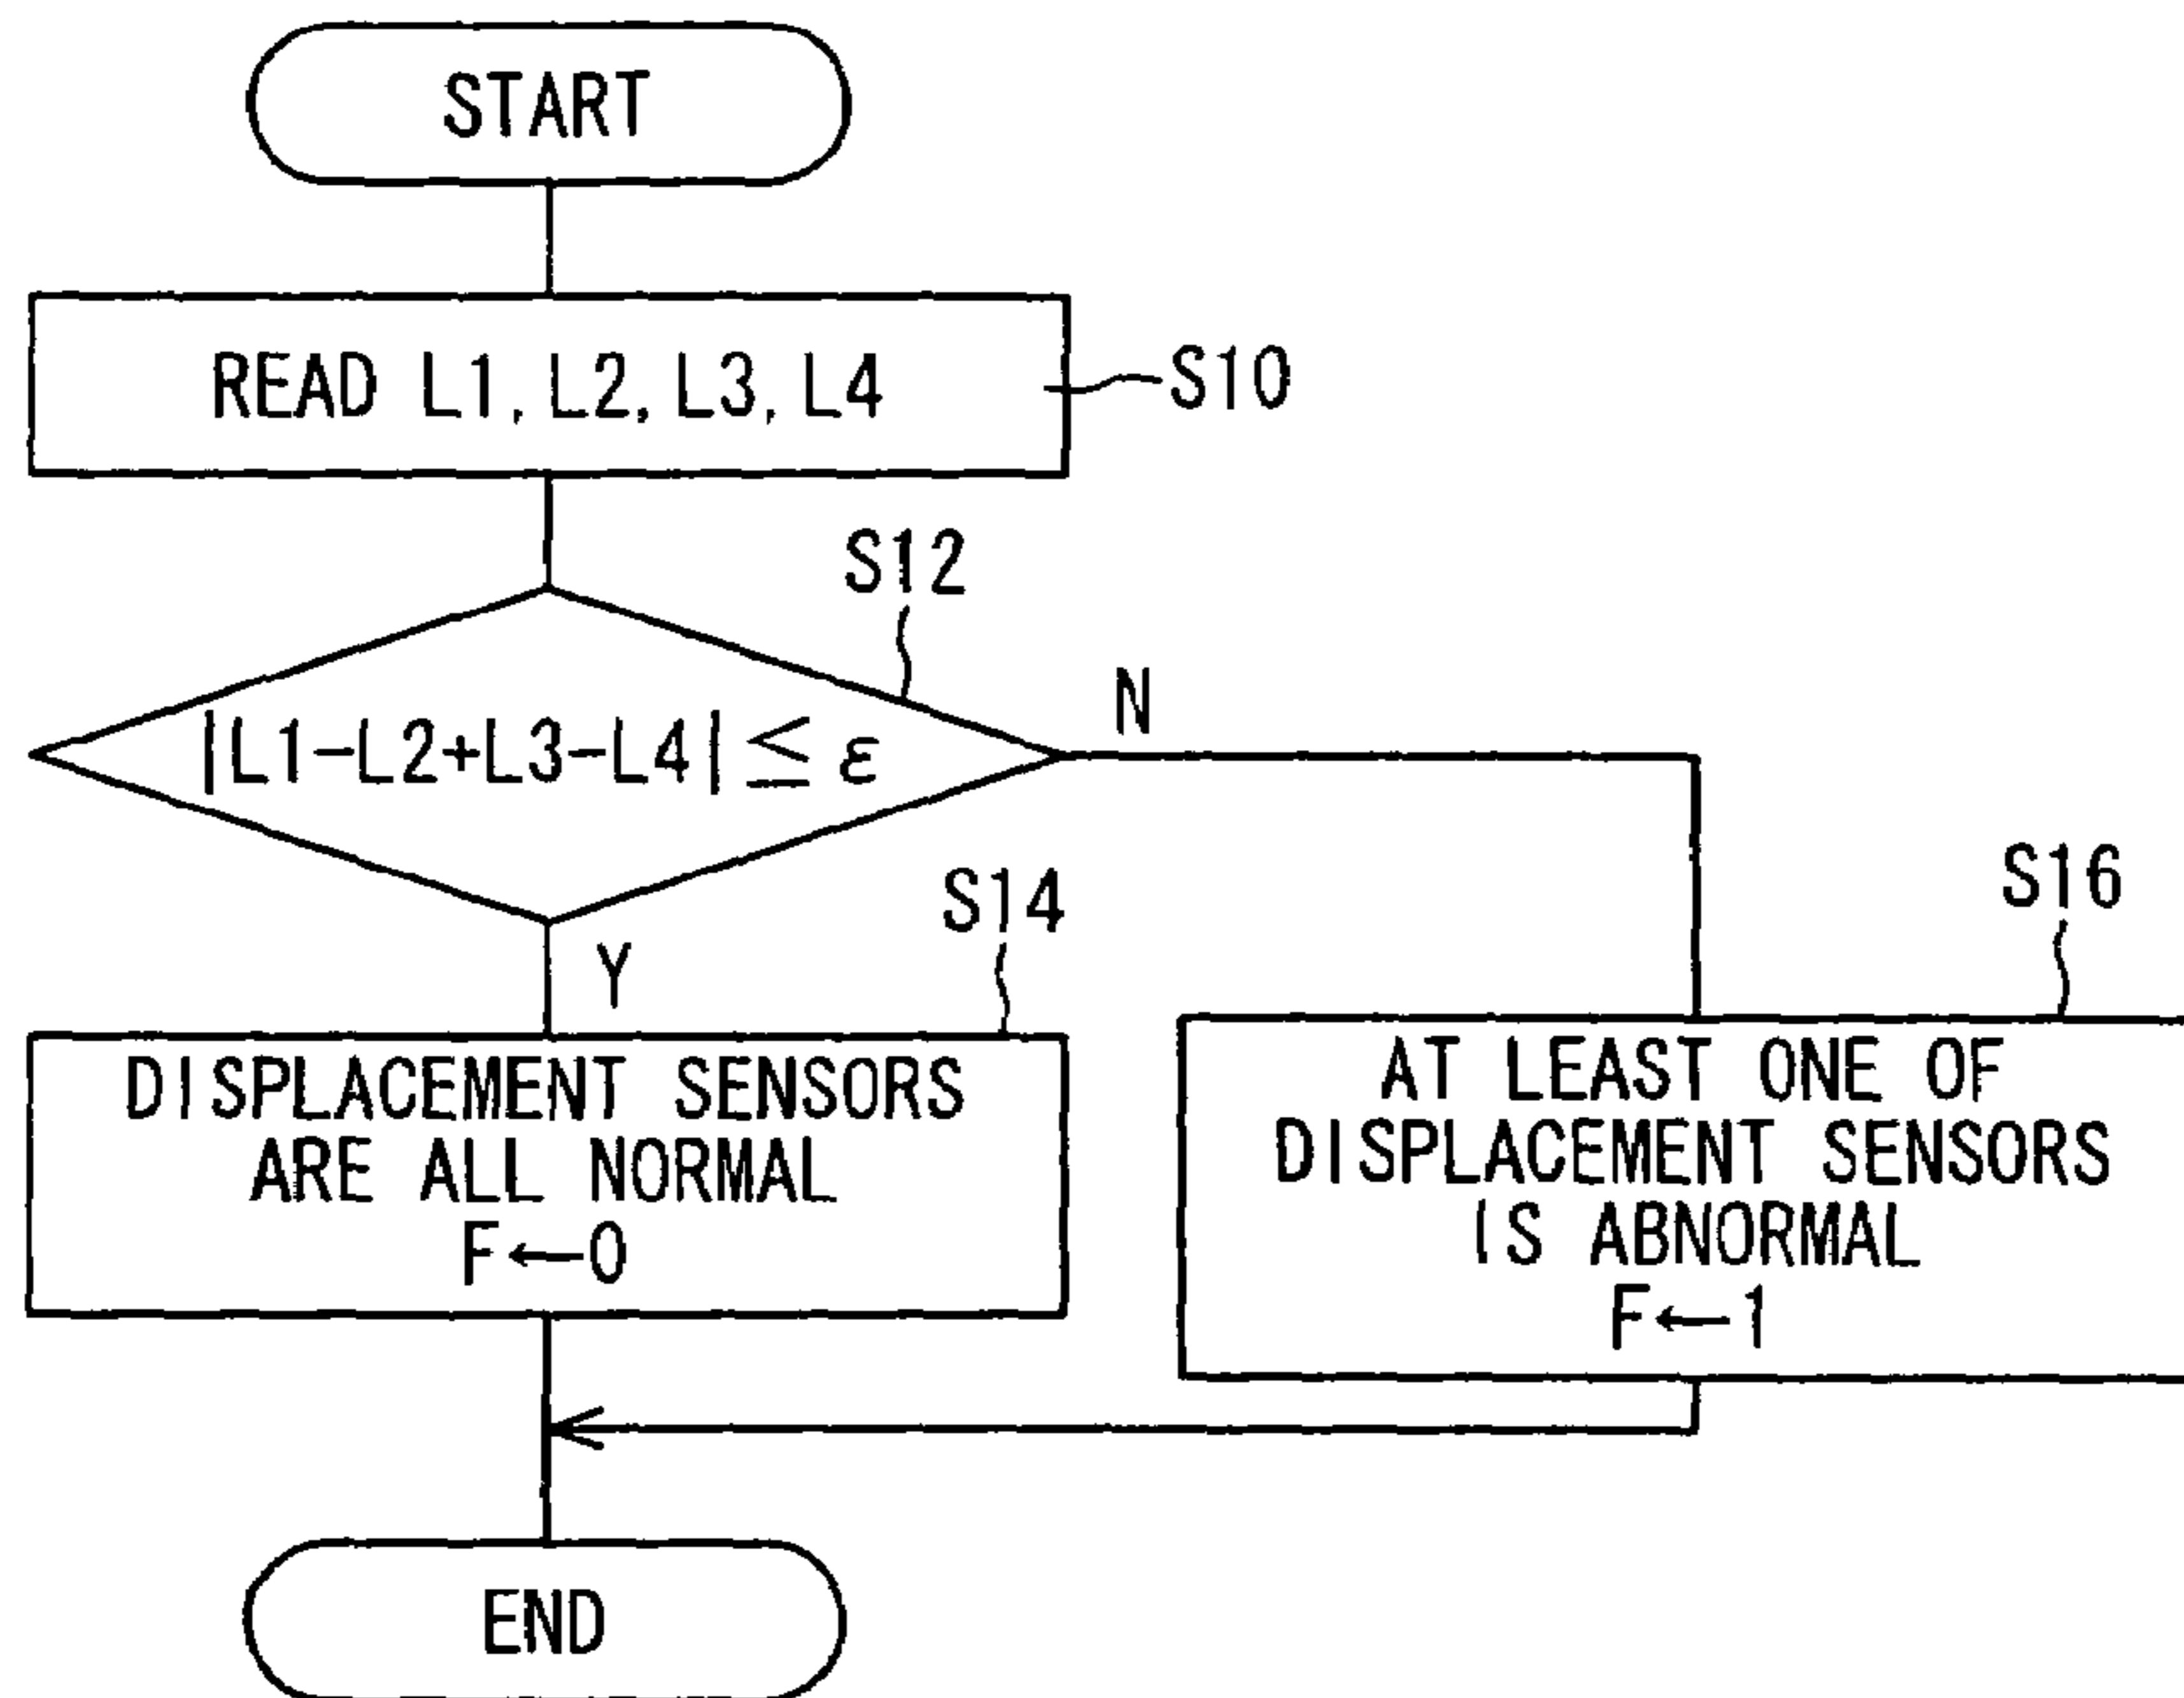 START
READ L1, L2, L3, L4
S10
S12
|L1-L2+L3-L4|≦ε
N
Y
S14
DISPLACEMENT SENSORS
ARE ALL NORMAL
F←0
S16
AT LEAST ONE OF
DISPLACEMENT SENSORS
IS ABNORMAL
F←1
END